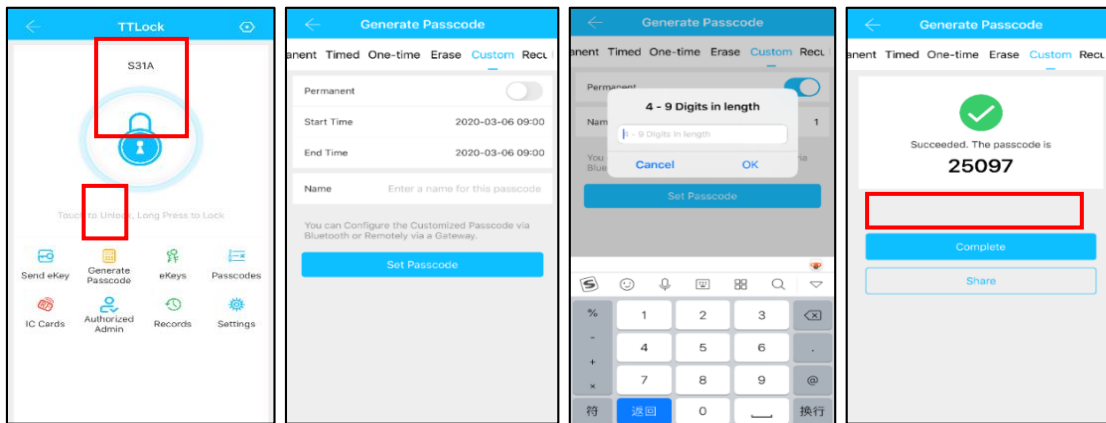 TTLock
S31A
Touch to Unlock, Long Press to Lock
Send eKey
Generate
Passcode
eKeys
Passcodes
IC Cards
Authorized
Admin
Records
Settings
Generate Passcode
anent Timed One-time Erase Custom Recu
Permanent
Start Time 2020-03-06 09:00
End Time 2020-03-06 09:00
Name Enter a name for this passcode
You can Configure the Customized Passcode via
Bluetooth or Remotely via a Gateway.
Set Passcode
Generate Passcode
anent Timed One-time Erase Custom Recu
Permanent
4 - 9 Digits in length
Nam 1
4 - 9 Digits in length
You via
Blue
Cancel OK
Set Passcode
% 1 2 3
- 4 5 6 .
+
× 7 8 9 @
符 返回 0 换行
Generate Passcode
anent Timed One-time Erase Custom Recu
Succeeded. The passcode is
25097
Complete
Share